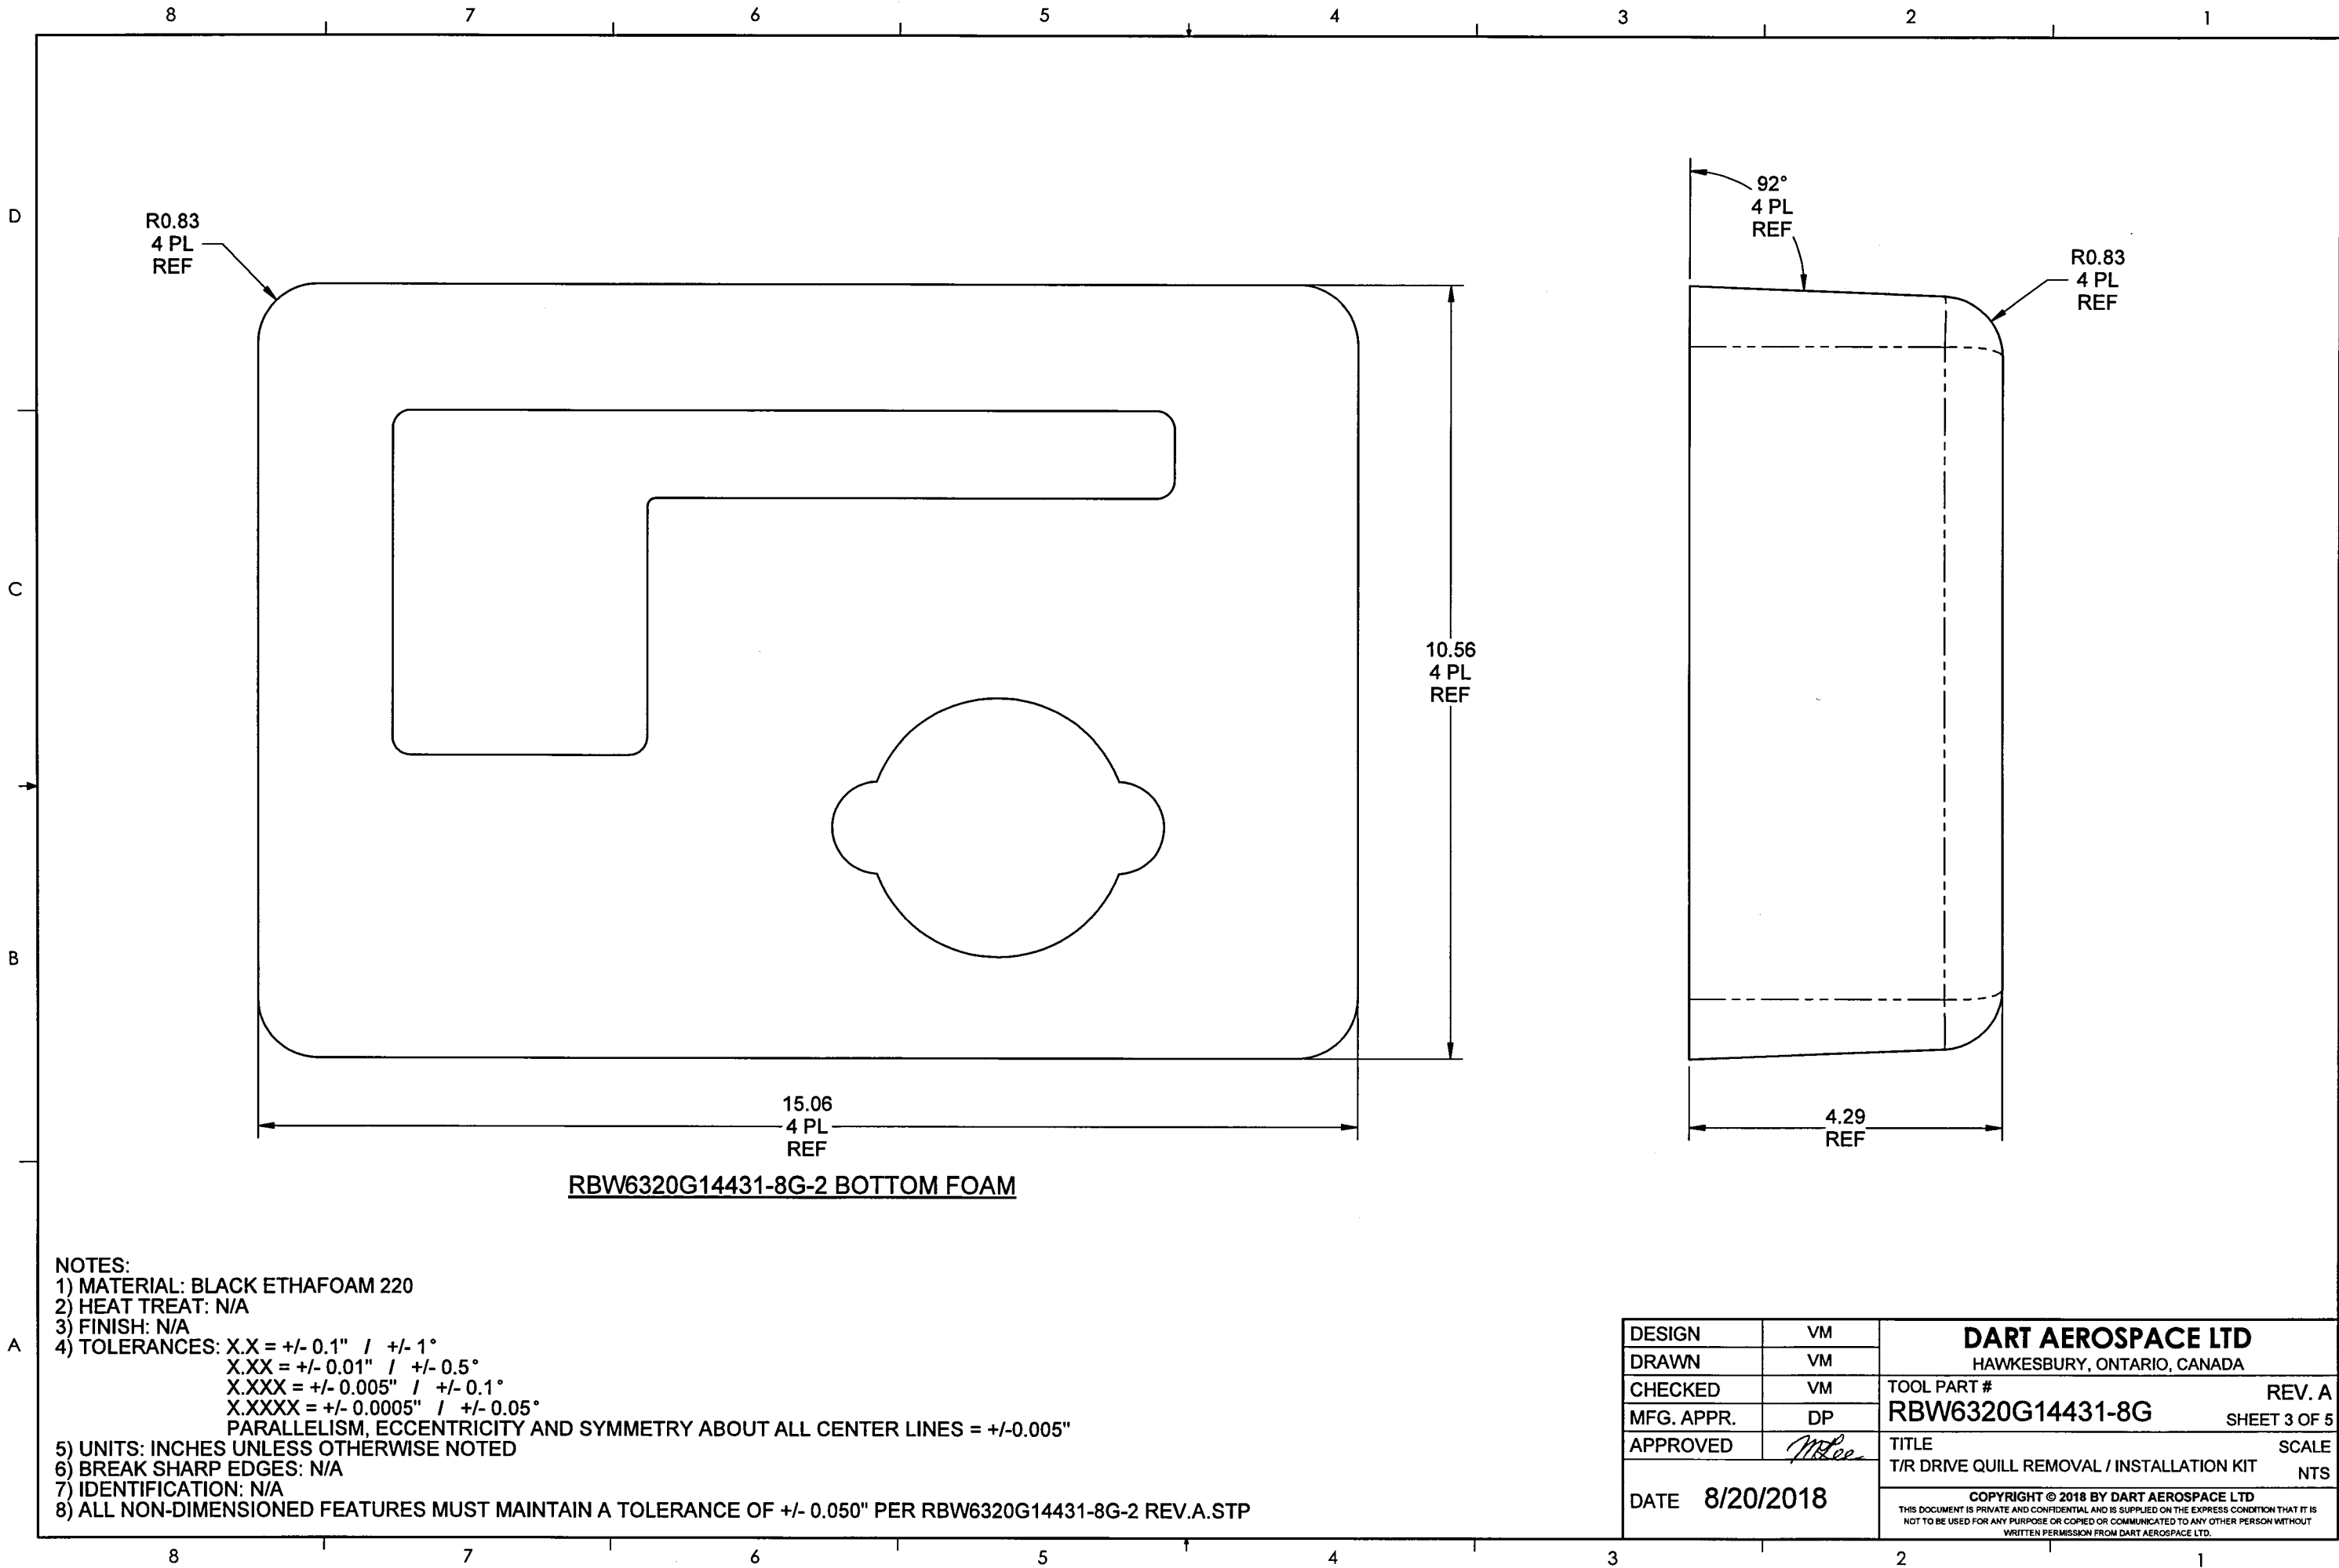 8 7 6 5 4 3 2 1
D
C
B
A
R0.83
4 PL
REF
92°
4 PL
REF
R0.83
4 PL
REF
10.56
4 PL
REF
15.06
4 PL
REF
4.29
REF
RBW6320G14431-8G-2 BOTTOM FOAM
NOTES:
1) MATERIAL: BLACK ETHAFOAM 220
2) HEAT TREAT: N/A
3) FINISH: N/A
4) TOLERANCES: X.X = +/- 0.1" / +/- 1°
X.XX = +/- 0.01" / +/- 0.5°
X.XXX = +/- 0.005" / +/- 0.1°
X.XXXX = +/- 0.0005" / +/- 0.05°
PARALLELISM, ECCENTRICITY AND SYMMETRY ABOUT ALL CENTER LINES = +/-0.005"
5) UNITS: INCHES UNLESS OTHERWISE NOTED
6) BREAK SHARP EDGES: N/A
7) IDENTIFICATION: N/A
8) ALL NON-DIMENSIONED FEATURES MUST MAINTAIN A TOLERANCE OF +/- 0.050" PER RBW6320G14431-8G-2 REV.A.STP
DESIGN VM
DRAWN VM
CHECKED VM
MFG. APPR. DP
APPROVED
DATE 8/20/2018
DART AEROSPACE LTD
HAWKESBURY, ONTARIO, CANADA
TOOL PART # REV. A
RBW6320G14431-8G SHEET 3 OF 5
TITLE SCALE
T/R DRIVE QUILL REMOVAL / INSTALLATION KIT NTS
COPYRIGHT © 2018 BY DART AEROSPACE LTD
THIS DOCUMENT IS PRIVATE AND CONFIDENTIAL AND IS SUPPLIED ON THE EXPRESS CONDITION THAT IT IS
NOT TO BE USED FOR ANY PURPOSE OR COPIED OR COMMUNICATED TO ANY OTHER PERSON WITHOUT
WRITTEN PERMISSION FROM DART AEROSPACE LTD.
8 7 6 5 4 3 2 1